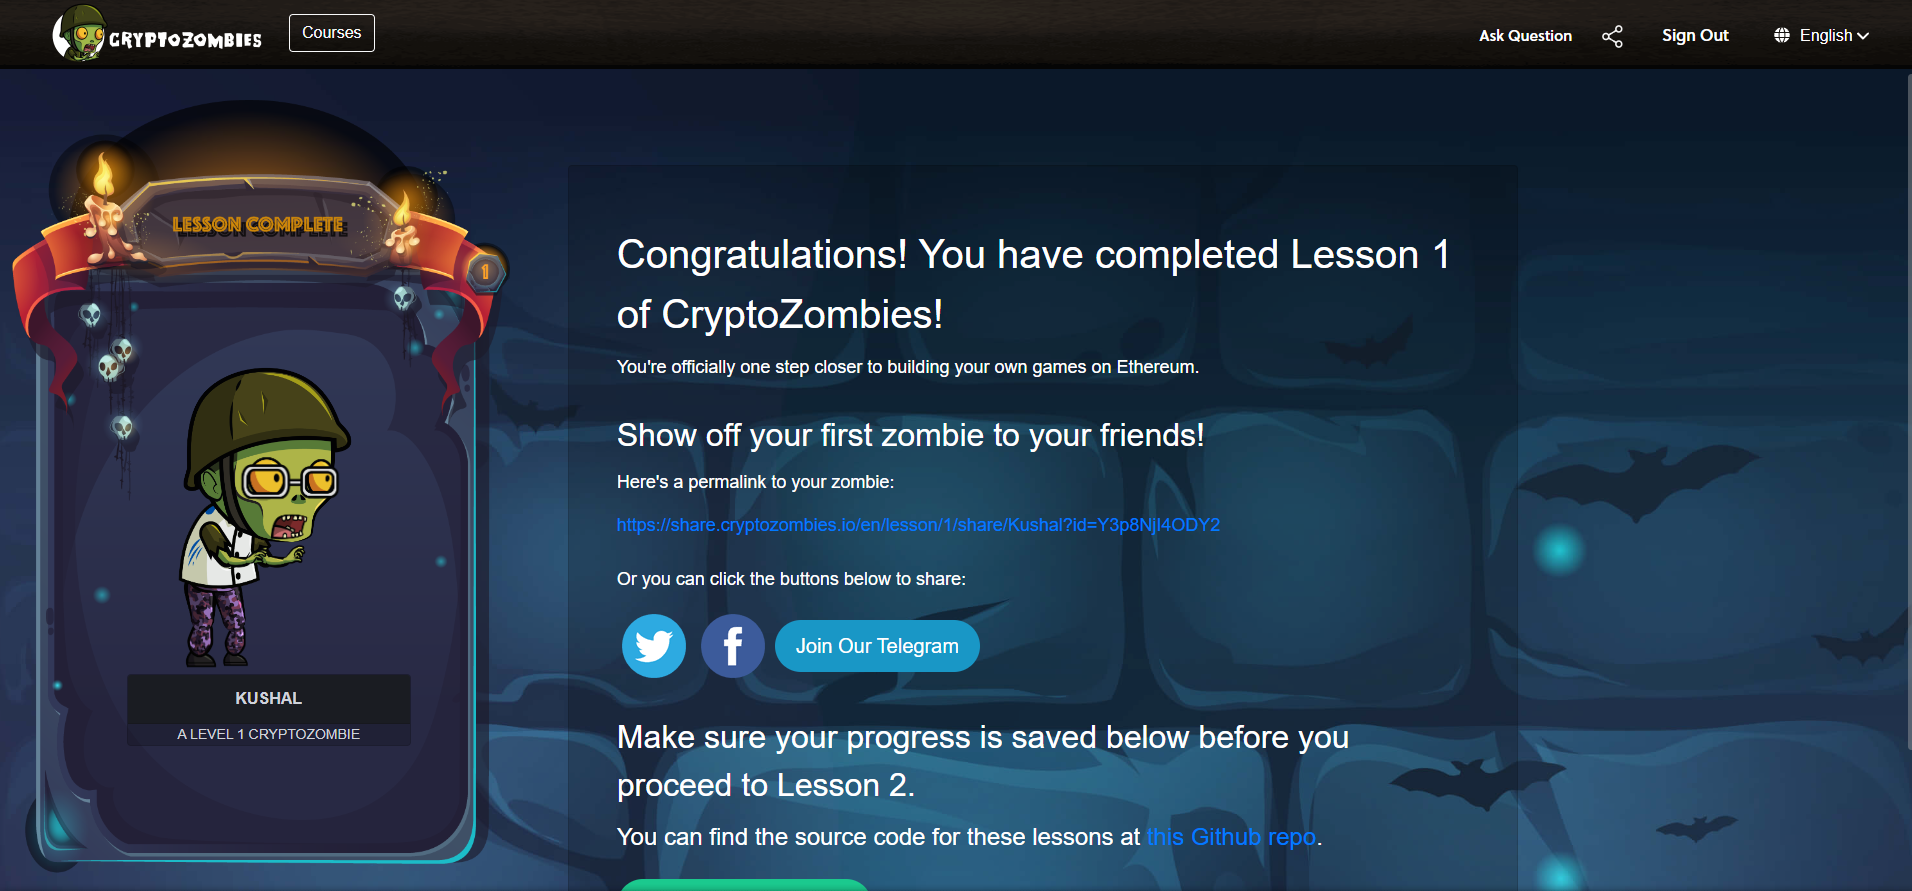 CRYPTOZOMBIES
Courses
Ask Question
Sign Out
English
LESSON COMPLETE
1
KUSHAL
A LEVEL 1 CRYPTOZOMBIE
Congratulations! You have completed Lesson 1
of CryptoZombies!
You're officially one step closer to building your own games on Ethereum.
Show off your first zombie to your friends!
Here's a permalink to your zombie:
https://share.cryptozombies.io/en/lesson/1/share/Kushal?id=Y3p8NjI4ODY2
Or you can click the buttons below to share:
Join Our Telegram
Make sure your progress is saved below before you
proceed to Lesson 2.
You can find the source code for these lessons at this Github repo.